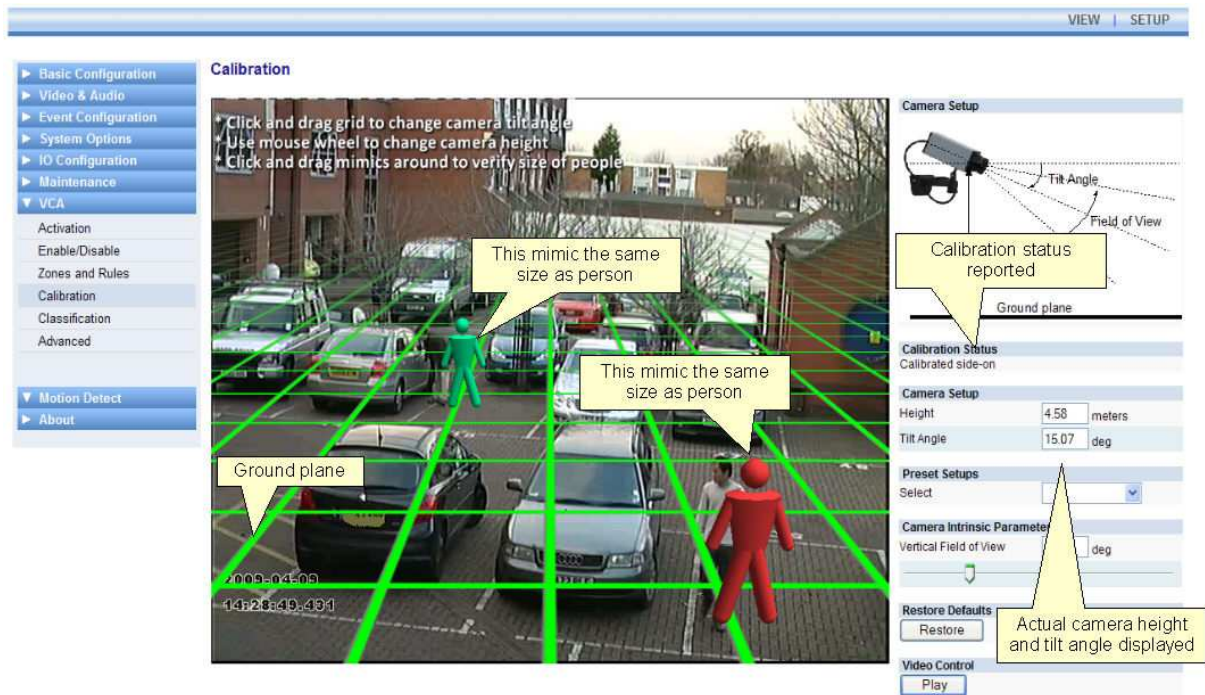 VIEW | SETUP
Basic Configuration
Video & Audio
Event Configuration
System Options
IO Configuration
Maintenance
VCA
Activation
Enable/Disable
Zones and Rules
Calibration
Classification
Advanced
Motion Detect
About
Calibration
* Click and drag grid to change camera tilt angle
* Use mouse wheel to change camera height
* Click and drag mimics around to verify size of people
This mimic the same
size as person
This mimic the same
size as person
Ground plane
2009-04-09
14:28:49.431
Camera Setup
Tilt Angle
Field of View
Calibration status
reported
Ground plane
Calibration Status
Calibrated side-on
Camera Setup
Height 4.58 meters
Tilt Angle 15.07 deg
Preset Setups
Select
Camera Intrinsic Paramete
Vertical Field of View deg
Restore Defaults
Restore
Actual camera height
and tilt angle displayed
Video Control
Play